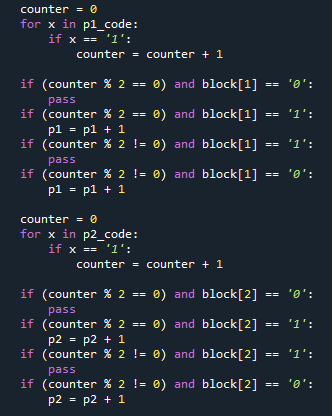 counter = 0
for x in p1_code:
    if x == '1':
        counter = counter + 1
if (counter % 2 == 0) and block[1] == '0':
    pass
if (counter % 2 == 0) and block[1] == '1':
    p1 = p1 + 1
if (counter % 2 != 0) and block[1] == '1':
    pass
if (counter % 2 != 0) and block[1] == '0':
    p1 = p1 + 1
counter = 0
for x in p2_code:
    if x == '1':
        counter = counter + 1
if (counter % 2 == 0) and block[2] == '0':
    pass
if (counter % 2 == 0) and block[2] == '1':
    p2 = p2 + 1
if (counter % 2 != 0) and block[2] == '1':
    pass
if (counter % 2 != 0) and block[2] == '0':
    p2 = p2 + 1